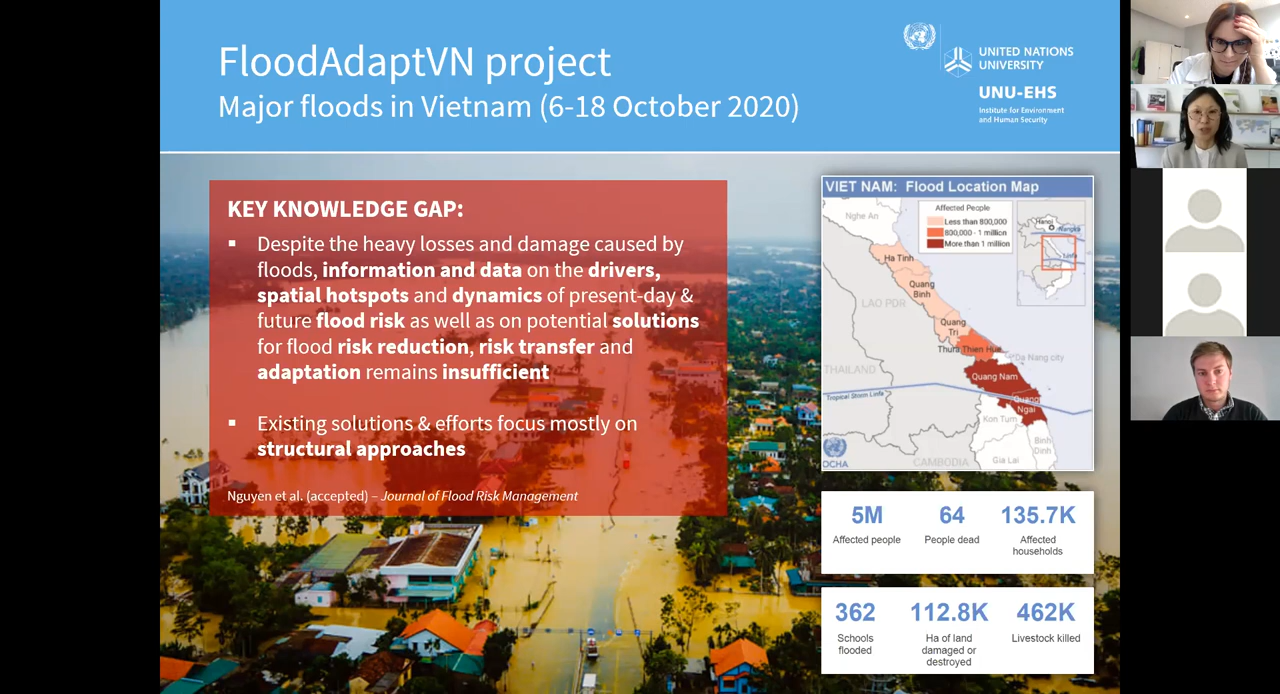 FloodAdaptVN project
Major floods in Vietnam (6-18 October 2020)
UNITED NATIONS
UNIVERSITY
UNU-EHS
Institute for Environment
and Human Security
KEY KNOWLEDGE GAP:
▪ Despite the heavy losses and damage caused by
floods, information and data on the drivers,
spatial hotspots and dynamics of present-day &
future flood risk as well as on potential solutions
for flood risk reduction, risk transfer and
adaptation remains insufficient
▪ Existing solutions & efforts focus mostly on
structural approaches
Nguyen et al. (accepted) – Journal of Flood Risk Management
VIET NAM: Flood Location Map
Affected People
Less than 800,000
800,000 - 1 million
More than 1 million
Nghe An
Hanoi
Nangka
Linfa
Ha Tinh
Quang
Binh
LAO PDR
Quang
Tri
Thura Thien Hue
Da Nang city
THAILAND
Quang Nam
Tropical Storm Linfa
Quang
Ngai
Kon Tum
Binh
Dinh
Gia Lai
CAMBODIA
OCHA
5M
Affected people
64
People dead
135.7K
Affected
households
362
Schools
flooded
112.8K
Ha of land
damaged or
destroyed
462K
Livestock killed